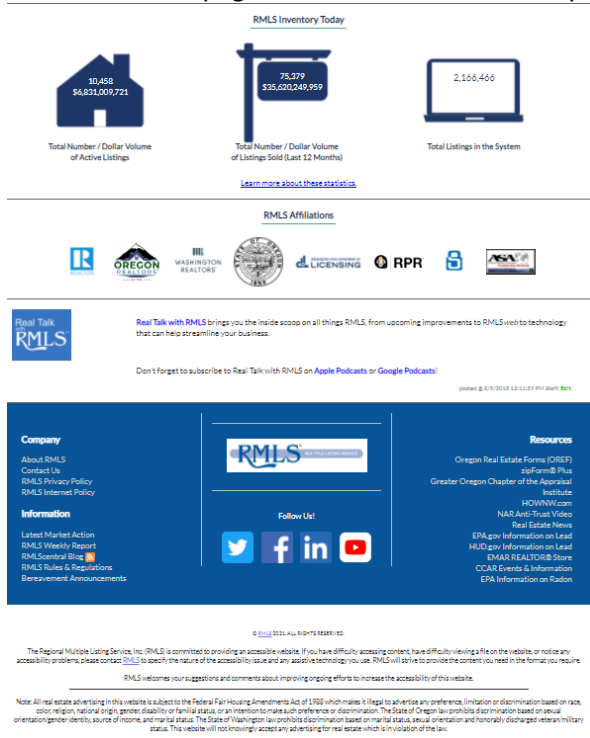 RMLS Inventory Today
10,458
$6,831,009,721
75,379
$35,620,249,959
2,166,466
Total Number / Dollar Volume
of Active Listings
Total Number / Dollar Volume
of Listings Sold (Last 12 Months)
Total Listings in the System
Learn more about these statistics.
RMLS Affiliations
R
REALTOR
OREGON
REALTORS
WASHINGTON
REALTORS
STATE OF OREGON
1859
LICENSING
RPR
ASA
Real Talk
with
RMLS
Real Talk with RMLS brings you the inside scoop on all things RMLS, from upcoming improvements to RMLSweb to technology
that can help streamline your business.
Don't forget to subscribe to Real Talk with RMLS on Apple Podcasts or Google Podcasts!
posted @ 8/9/2018 12:11:59 PM Staff: Edit
Company
About RMLS
Contact Us
RMLS Privacy Policy
RMLS Internet Policy
Information
Latest Market Action
RMLS Weekly Report
RMLScentral Blog
RMLS Rules & Regulations
Bereavement Announcements
RMLS MULTIPLE LISTING SERVICE
Follow Us!
Resources
Oregon Real Estate Forms (OREF)
zipForm® Plus
Greater Oregon Chapter of the Appraisal
Institute
HOWNW.com
NAR Anti-Trust Video
Real Estate News
EPA.gov Information on Lead
HUD.gov Information on Lead
EMAR REALTOR® Store
CCAR Events & Information
EPA Information on Radon
© RMLS 2021. ALL RIGHTS RESERVED.
The Regional Multiple Listing Service, Inc. (RMLS) is committed to providing an accessible website. If you have difficulty accessing content, have difficulty viewing a file on the website, or notice any
accessibility problems, please contact RMLS to specify the nature of the accessibility issue and any assistive technology you use. RMLS will strive to provide the content you need in the format you require.
RMLS welcomes your suggestions and comments about improving ongoing efforts to increase the accessibility of this website.
Note: All real estate advertising in this website is subject to the Federal Fair Housing Amendments Act of 1988 which makes it illegal to advertise any preference, limitation or discrimination based on race,
color, religion, national origin, gender, disability or familial status, or an intention to make such preference or discrimination. The State of Oregon law prohibits discrimination based on sexual
orientation/gender identity, source of income, and marital status. The State of Washington law prohibits discrimination based on marital status, sexual orientation and honorably discharged veteran/military
status. This website will not knowingly accept any advertising for real estate which is in violation of the law.